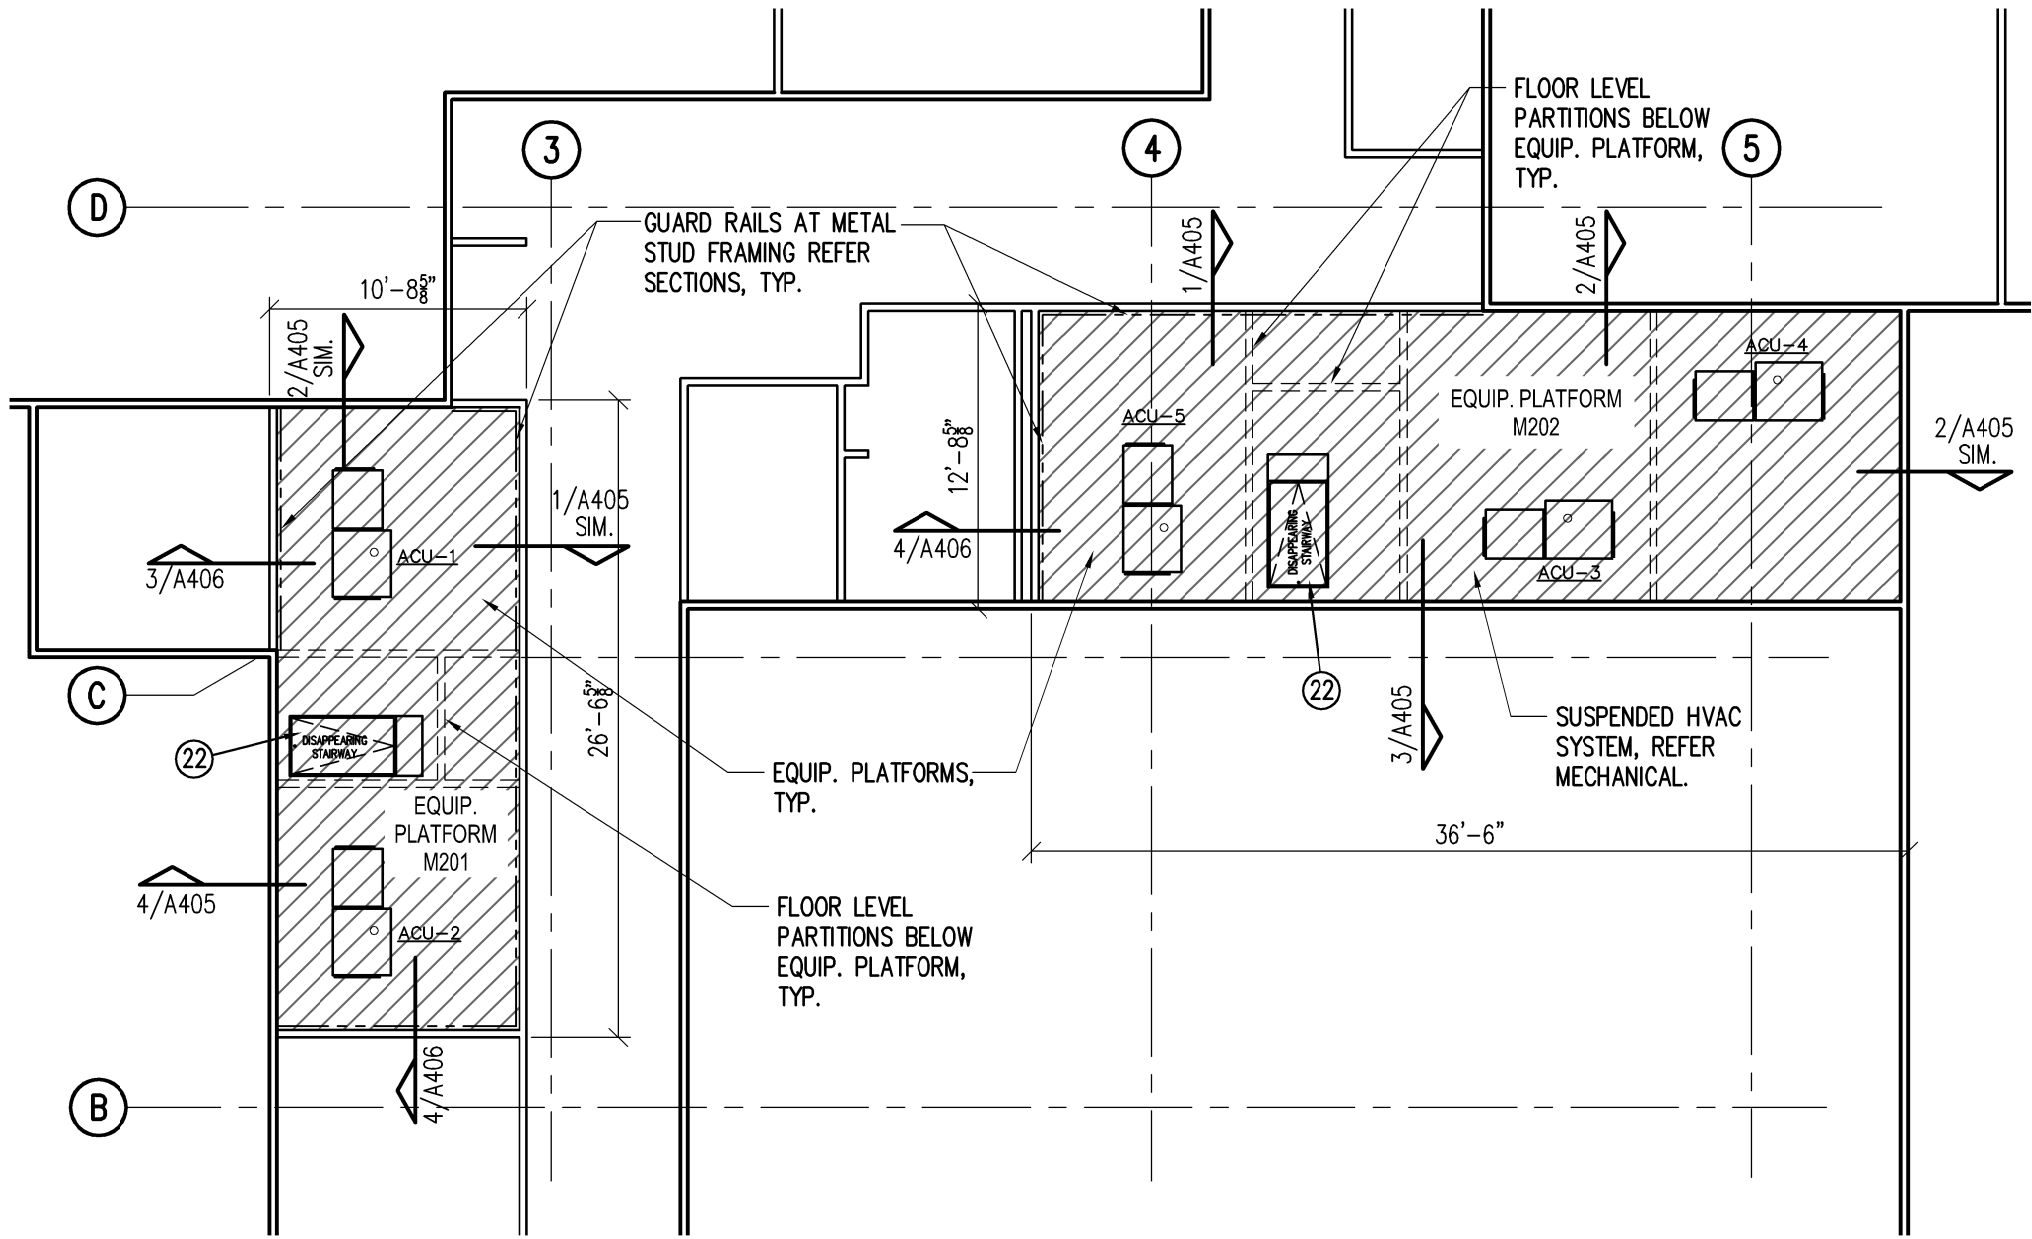 FLOOR LEVEL
PARTITIONS BELOW
EQUIP. PLATFORM,
TYP.
3
4
5
D
GUARD RAILS AT METAL
STUD FRAMING REFER
SECTIONS, TYP.
1/A405
2/A405
10'-8⅝"
2/A405
SIM.
ACU-4
EQUIP. PLATFORM
M202
ACU-5
12'-8⅝"
2/A405
SIM.
1/A405
SIM.
4/A406
3/A406
ACU-1
DISAPPEARING
STAIRWAY
ACU-3
C
22
26'-6⅝"
3/A405
SUSPENDED HVAC
SYSTEM, REFER
MECHANICAL.
22
DISAPPEARING
STAIRWAY
EQUIP. PLATFORMS,
TYP.
EQUIP.
PLATFORM
M201
36'-6"
4/A405
ACU-2
FLOOR LEVEL
PARTITIONS BELOW
EQUIP. PLATFORM,
TYP.
4/A406
B